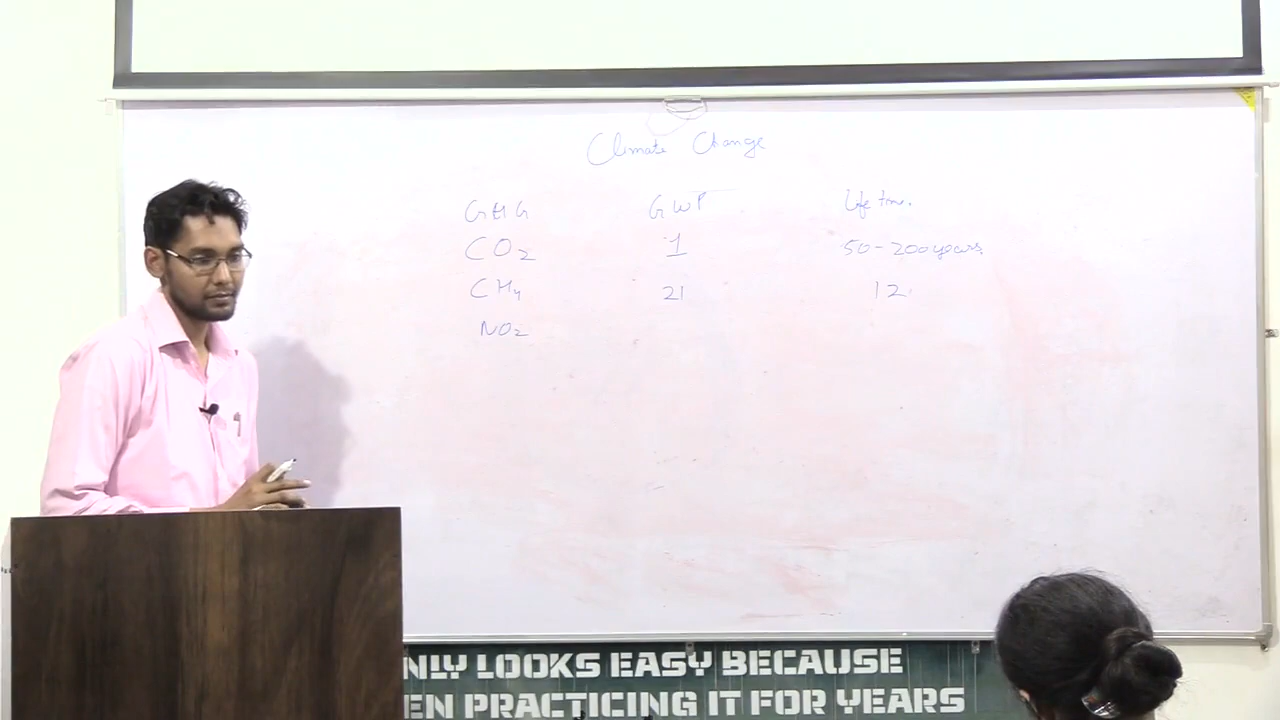 Climate Change
GHG GWP Life time.
CO2 1 50-200 years.
CH4 21 12
NO2
NLY LOOKS EASY BECAUSE
EN PRACTICING IT FOR YEARS